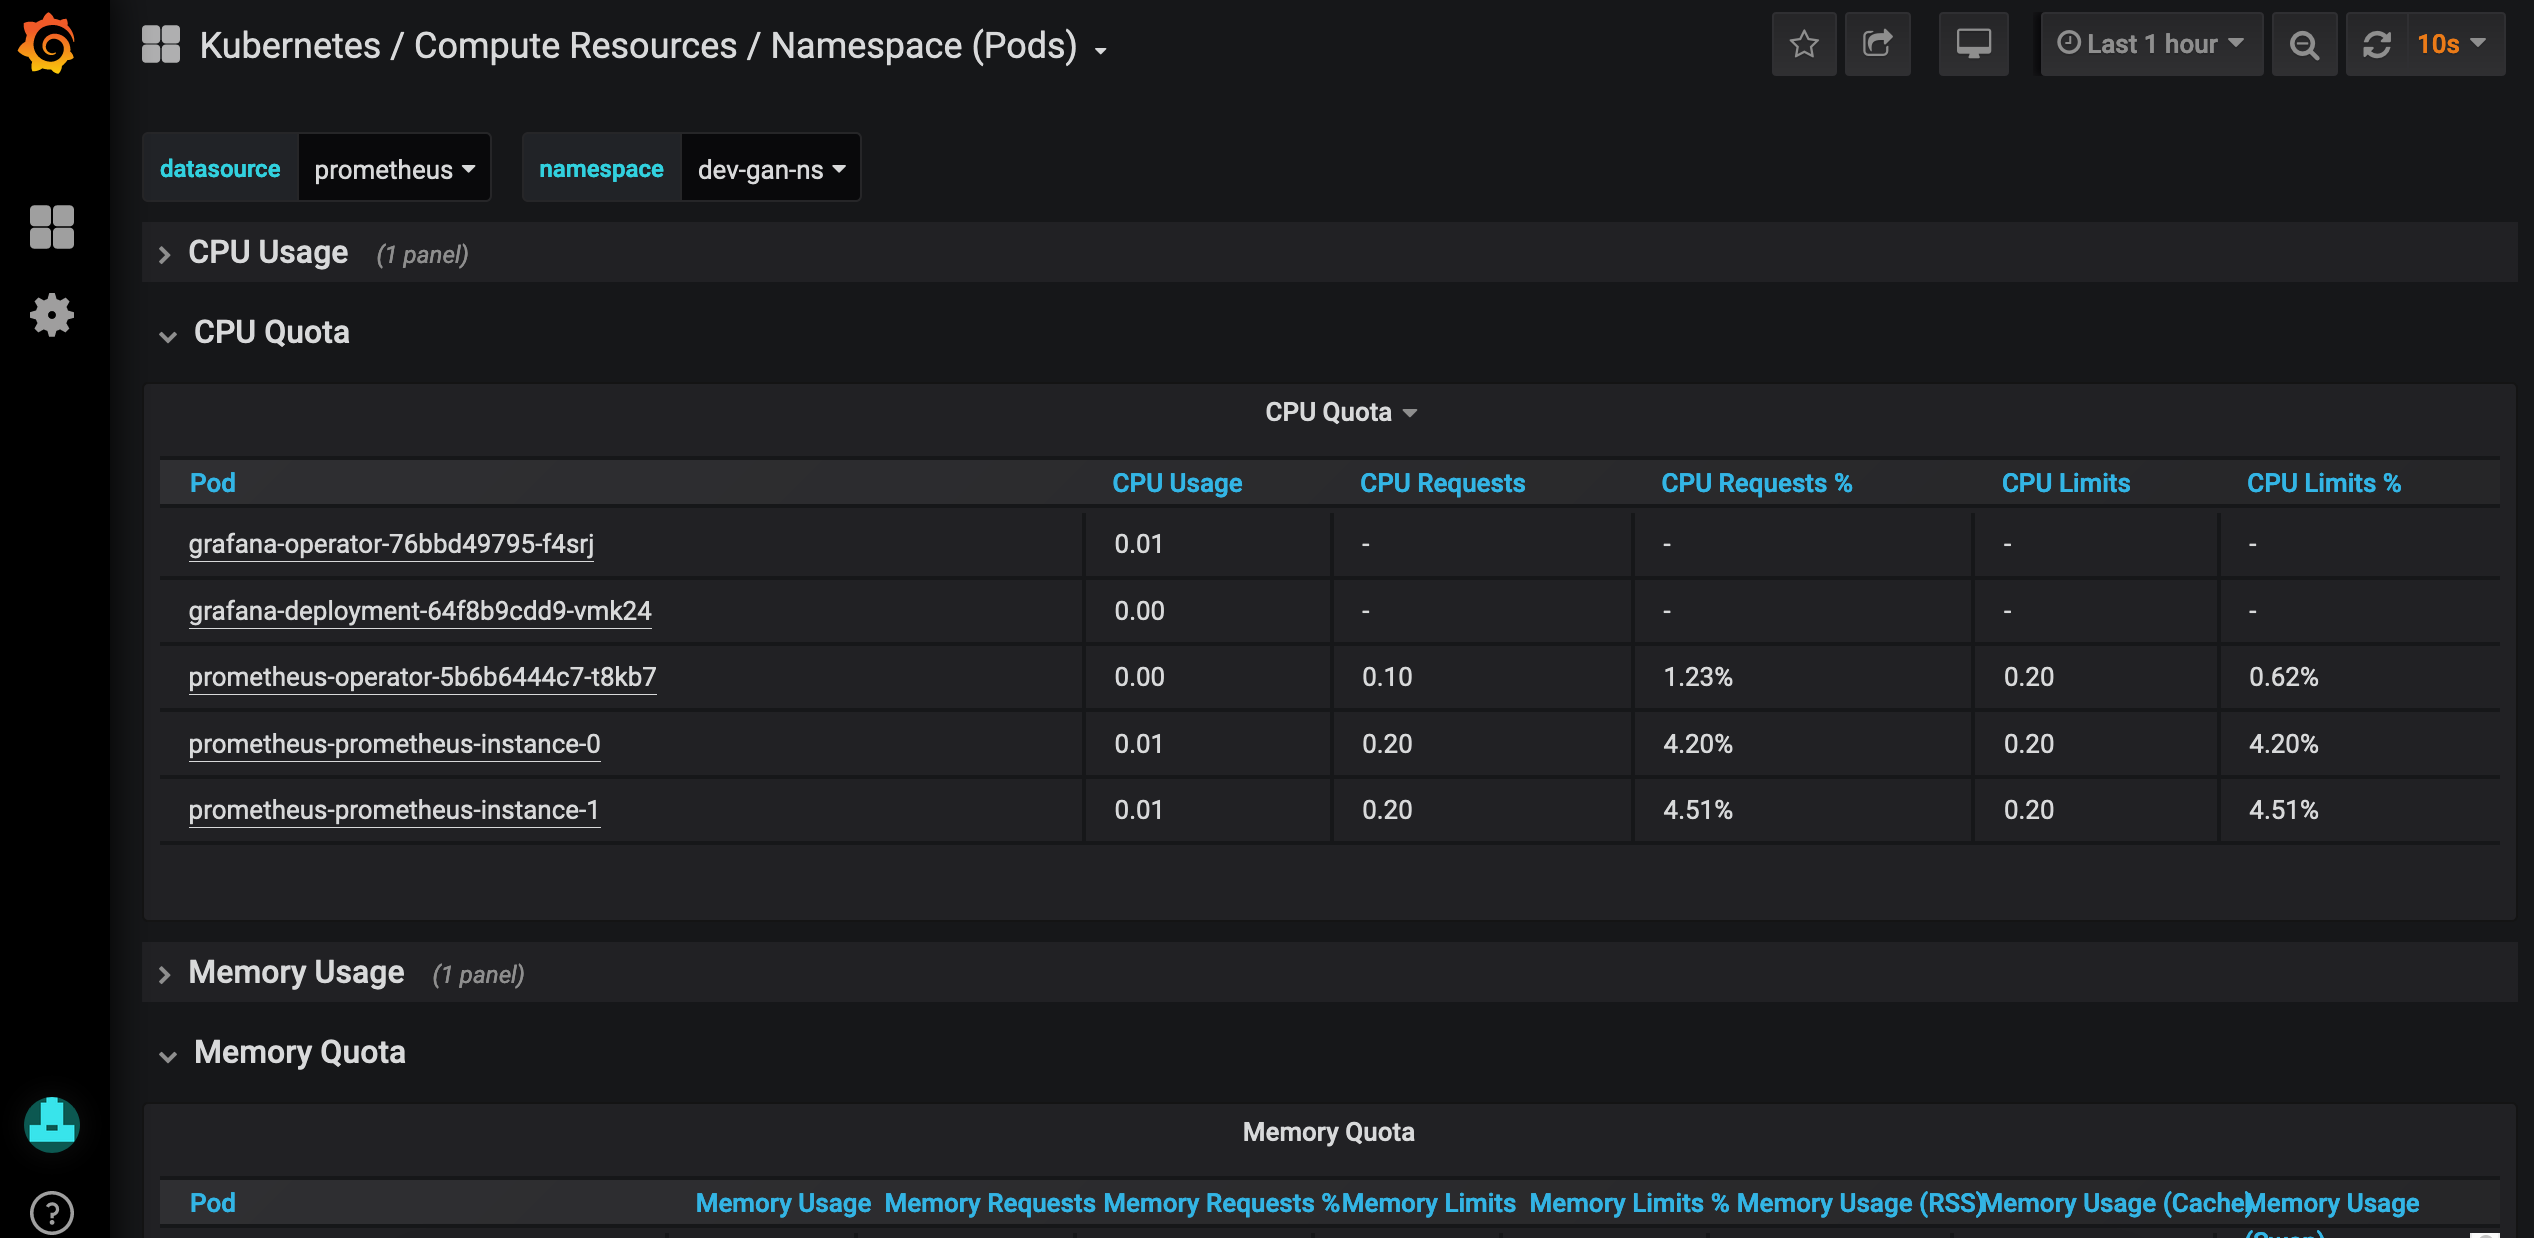 Kubernetes / Compute Resources / Namespace (Pods)
Last 1 hour
10s
datasource prometheus namespace dev-gan-ns
CPU Usage (1 panel)
CPU Quota
CPU Quota
Pod CPU Usage CPU Requests CPU Requests % CPU Limits CPU Limits %
grafana-operator-76bbd49795-f4srj 0.01 - - - -
grafana-deployment-64f8b9cdd9-vmk24 0.00 - - - -
prometheus-operator-5b6b6444c7-t8kb7 0.00 0.10 1.23% 0.20 0.62%
prometheus-prometheus-instance-0 0.01 0.20 4.20% 0.20 4.20%
prometheus-prometheus-instance-1 0.01 0.20 4.51% 0.20 4.51%
Memory Usage (1 panel)
Memory Quota
Memory Quota
Pod Memory Usage Memory Requests Memory Requests % Memory Limits Memory Limits % Memory Usage (RSS) Memory Usage (Cache) Memory Usage
?